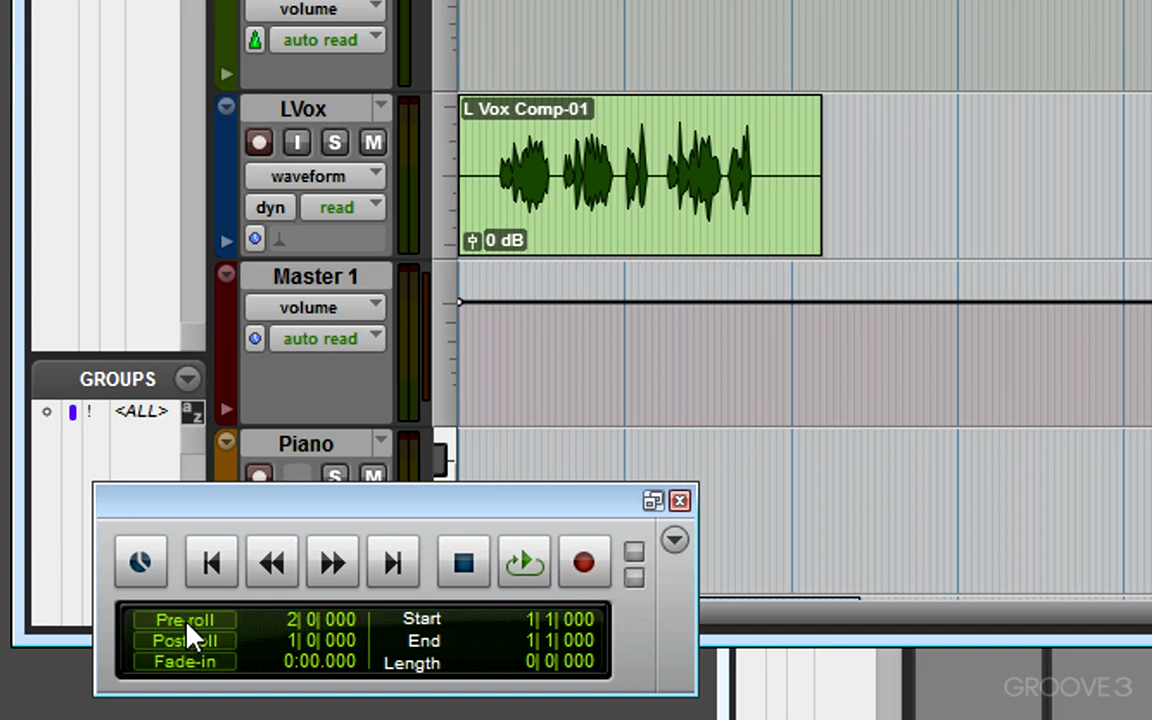 volume
auto read
LVox
L Vox Comp-01
I S M
waveform
dyn read
0 dB
Master 1
volume
auto read
GROUPS
! <ALL> a z
Piano
S M
Pre-roll 2| 0| 000 Start 1| 1| 000
Post-roll 1| 0| 000 End 1| 1| 000
Fade-in 0:00.000 Length 0| 0| 000
GROOVE3